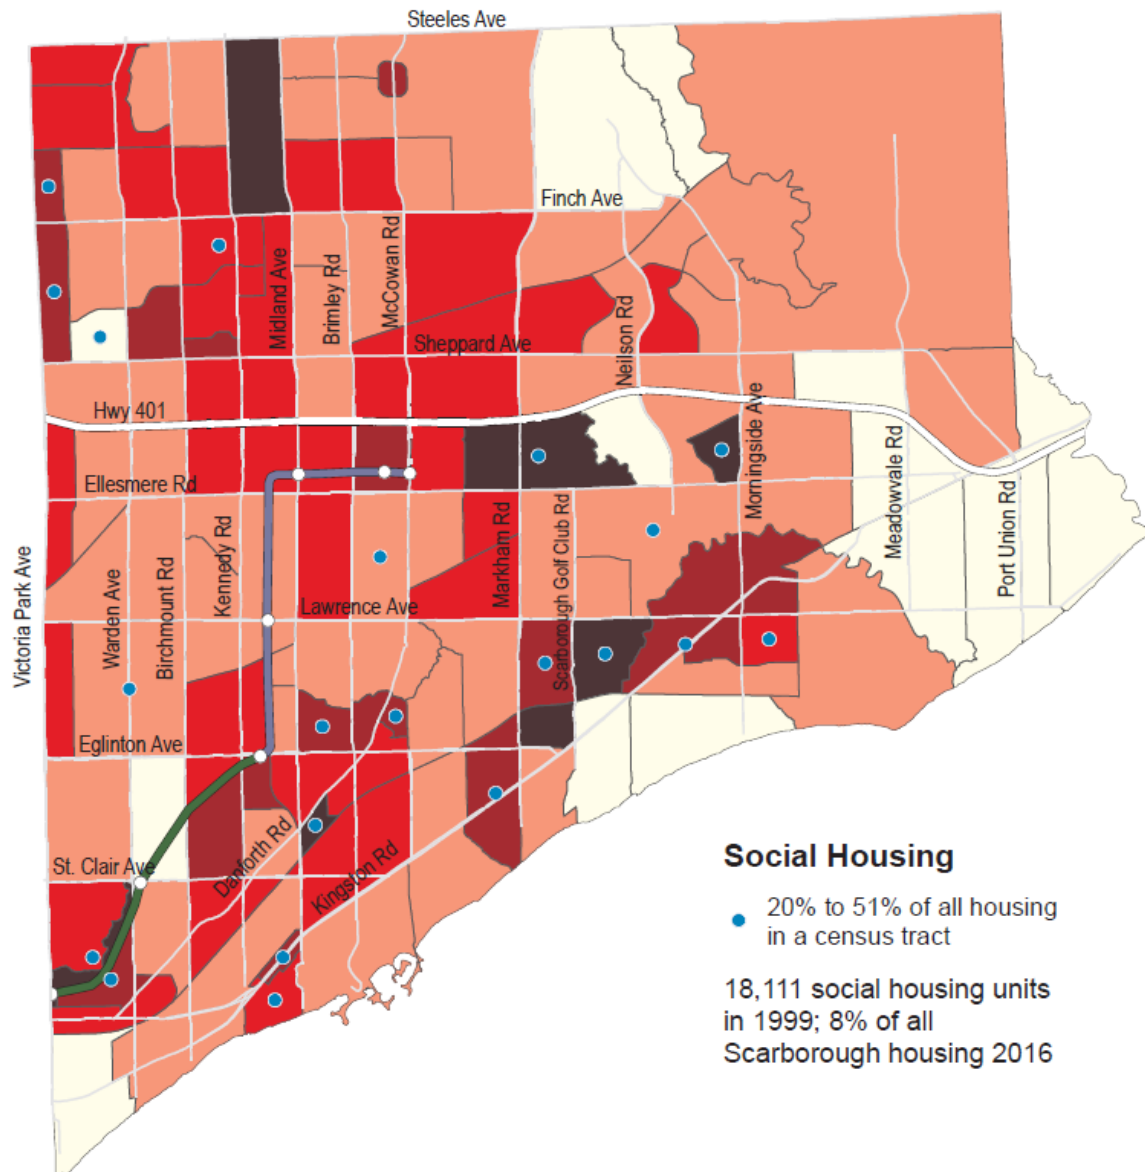 Steeles Ave
Finch Ave
Midland Ave
Brimley Rd
McCowan Rd
Sheppard Ave
Neilson Rd
Hwy 401
Ellesmere Rd
Morningside Ave
Meadowvale Rd
Port Union Rd
Victoria Park Ave
Warden Ave
Birchmount Rd
Kennedy Rd
Markham Rd
Scarborough Golf Club Rd
Lawrence Ave
Eglinton Ave
St. Clair Ave
Danforth Rd
Kingston Rd
Social Housing
20% to 51% of all housing
in a census tract
18,111 social housing units
in 1999; 8% of all
Scarborough housing 2016